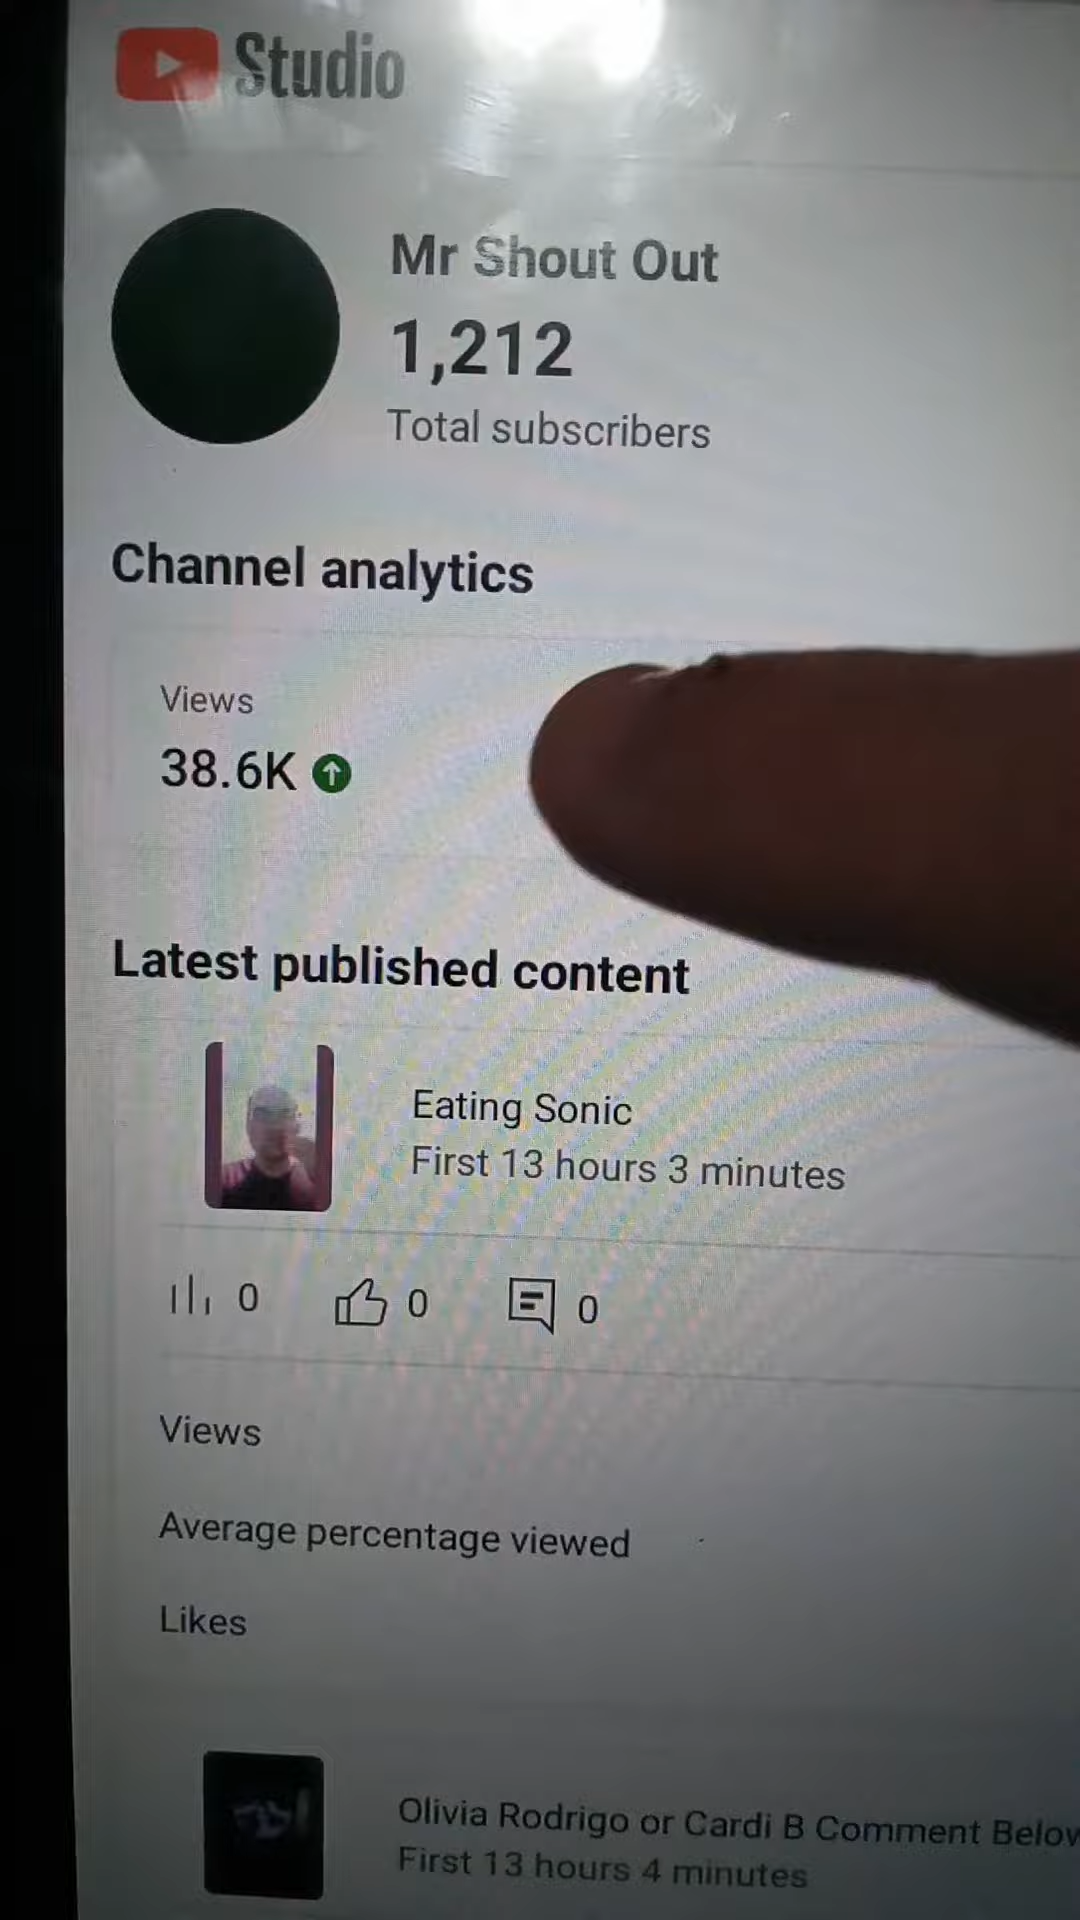 Studio
Mr Shout Out
1,212
Total subscribers
Channel analytics
Views
38.6K
Latest published content
Eating Sonic
First 13 hours 3 minutes
0 0 0
Views
Average percentage viewed
Likes
Olivia Rodrigo or Cardi B Comment Below
First 13 hours 4 minutes